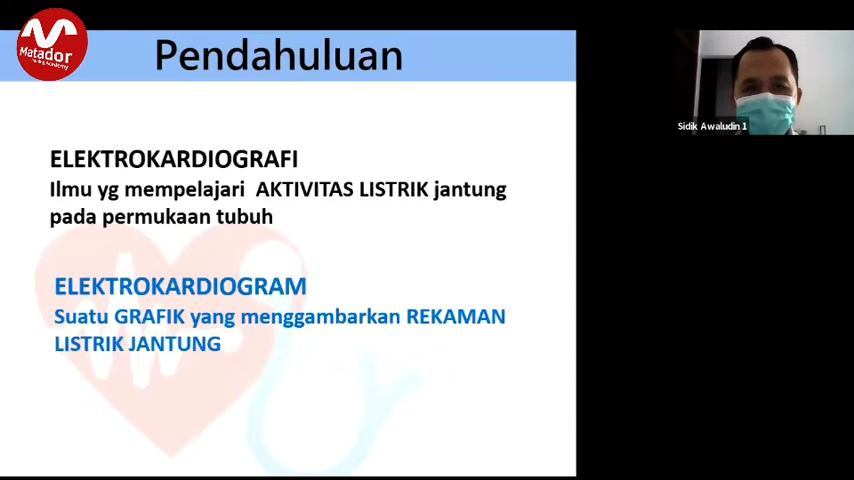 Matador
Pendahuluan
Sidik Awaludin 1
ELEKTROKARDIOGRAFI
Ilmu yg mempelajari AKTIVITAS LISTRIK jantung
pada permukaan tubuh
ELEKTROKARDIOGRAM
Suatu GRAFIK yang menggambarkan REKAMAN
LISTRIK JANTUNG